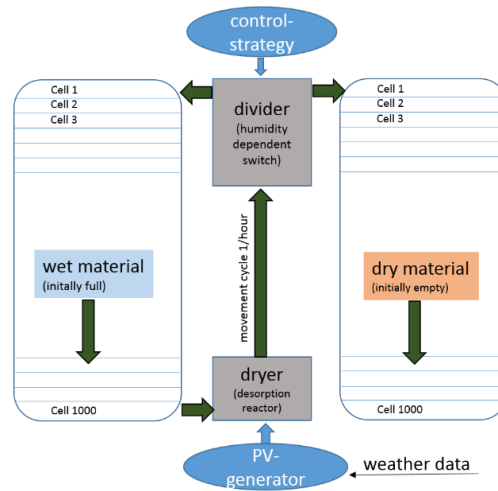 control-
strategy
Cell 1
Cell 2
Cell 3
divider
(humidity
dependent
switch)
Cell 1
Cell 2
Cell 3
movement cycle 1/hour
wet material
(initally full)
dry material
(initially empty)
dryer
(desorption
reactor)
Cell 1000
Cell 1000
PV-
generator
weather data